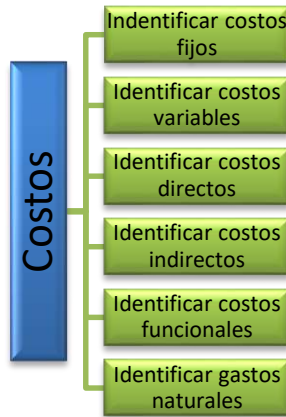 Costos
Indentificar costos
fijos
Identificar costos
variables
Identificar costos
directos
Identificar costos
indirectos
Identificar costos
funcionales
Identificar gastos
naturales